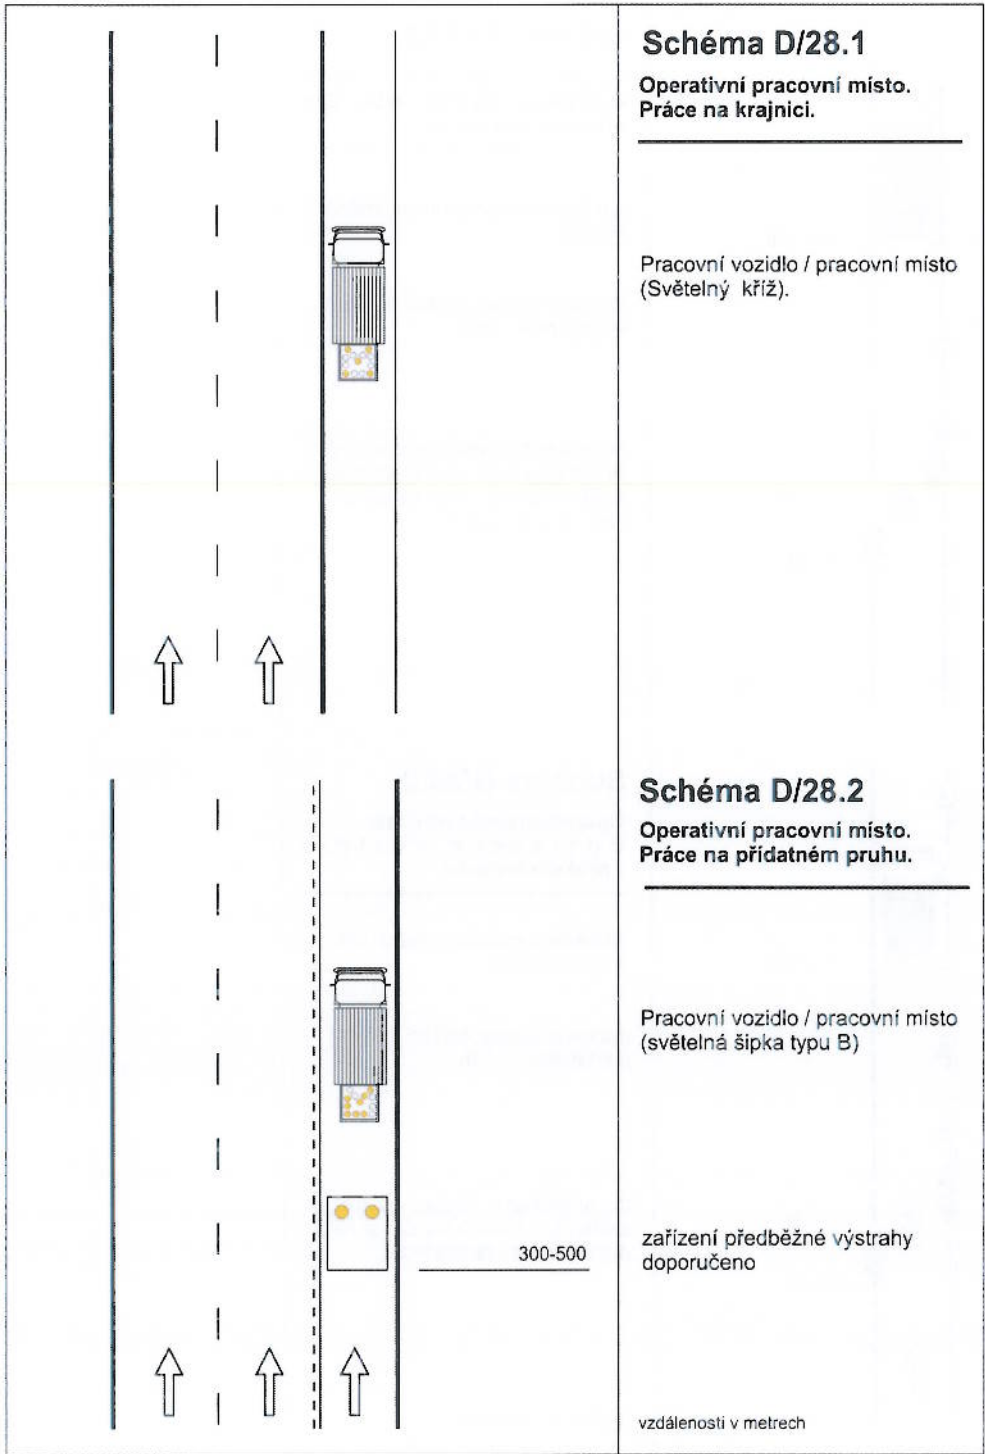 Schéma D/28.1
Operativní pracovní místo.
Práce na krajnici.
Pracovní vozidlo / pracovní místo
(Světelný kříž).
Schéma D/28.2
Operativní pracovní místo.
Práce na přídatném pruhu.
Pracovní vozidlo / pracovní místo
(světelná šipka typu B)
300-500
zařízení předběžné výstrahy
doporučeno
vzdálenosti v metrech